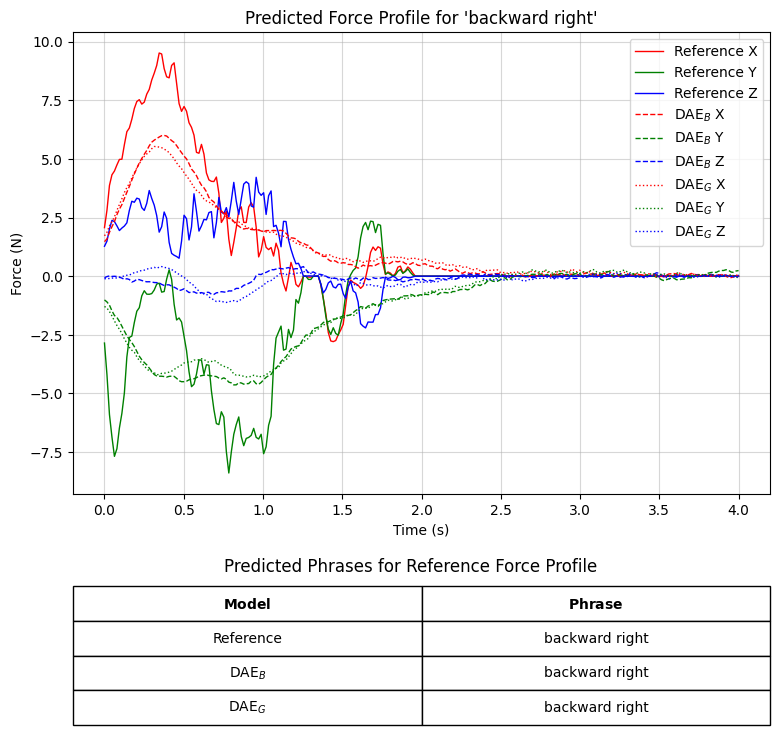 Predicted Force Profile for 'backward right'
10.0
7.5
5.0
2.5
0.0
−2.5
−5.0
−7.5
Force (N)
Reference X
Reference Y
Reference Z
DAE_B X
DAE_B Y
DAE_B Z
DAE_G X
DAE_G Y
DAE_G Z
0.0 0.5 1.0 1.5 2.0 2.5 3.0 3.5 4.0
Time (s)
Predicted Phrases for Reference Force Profile
Model Phrase
Reference backward right
DAE_B backward right
DAE_G backward right